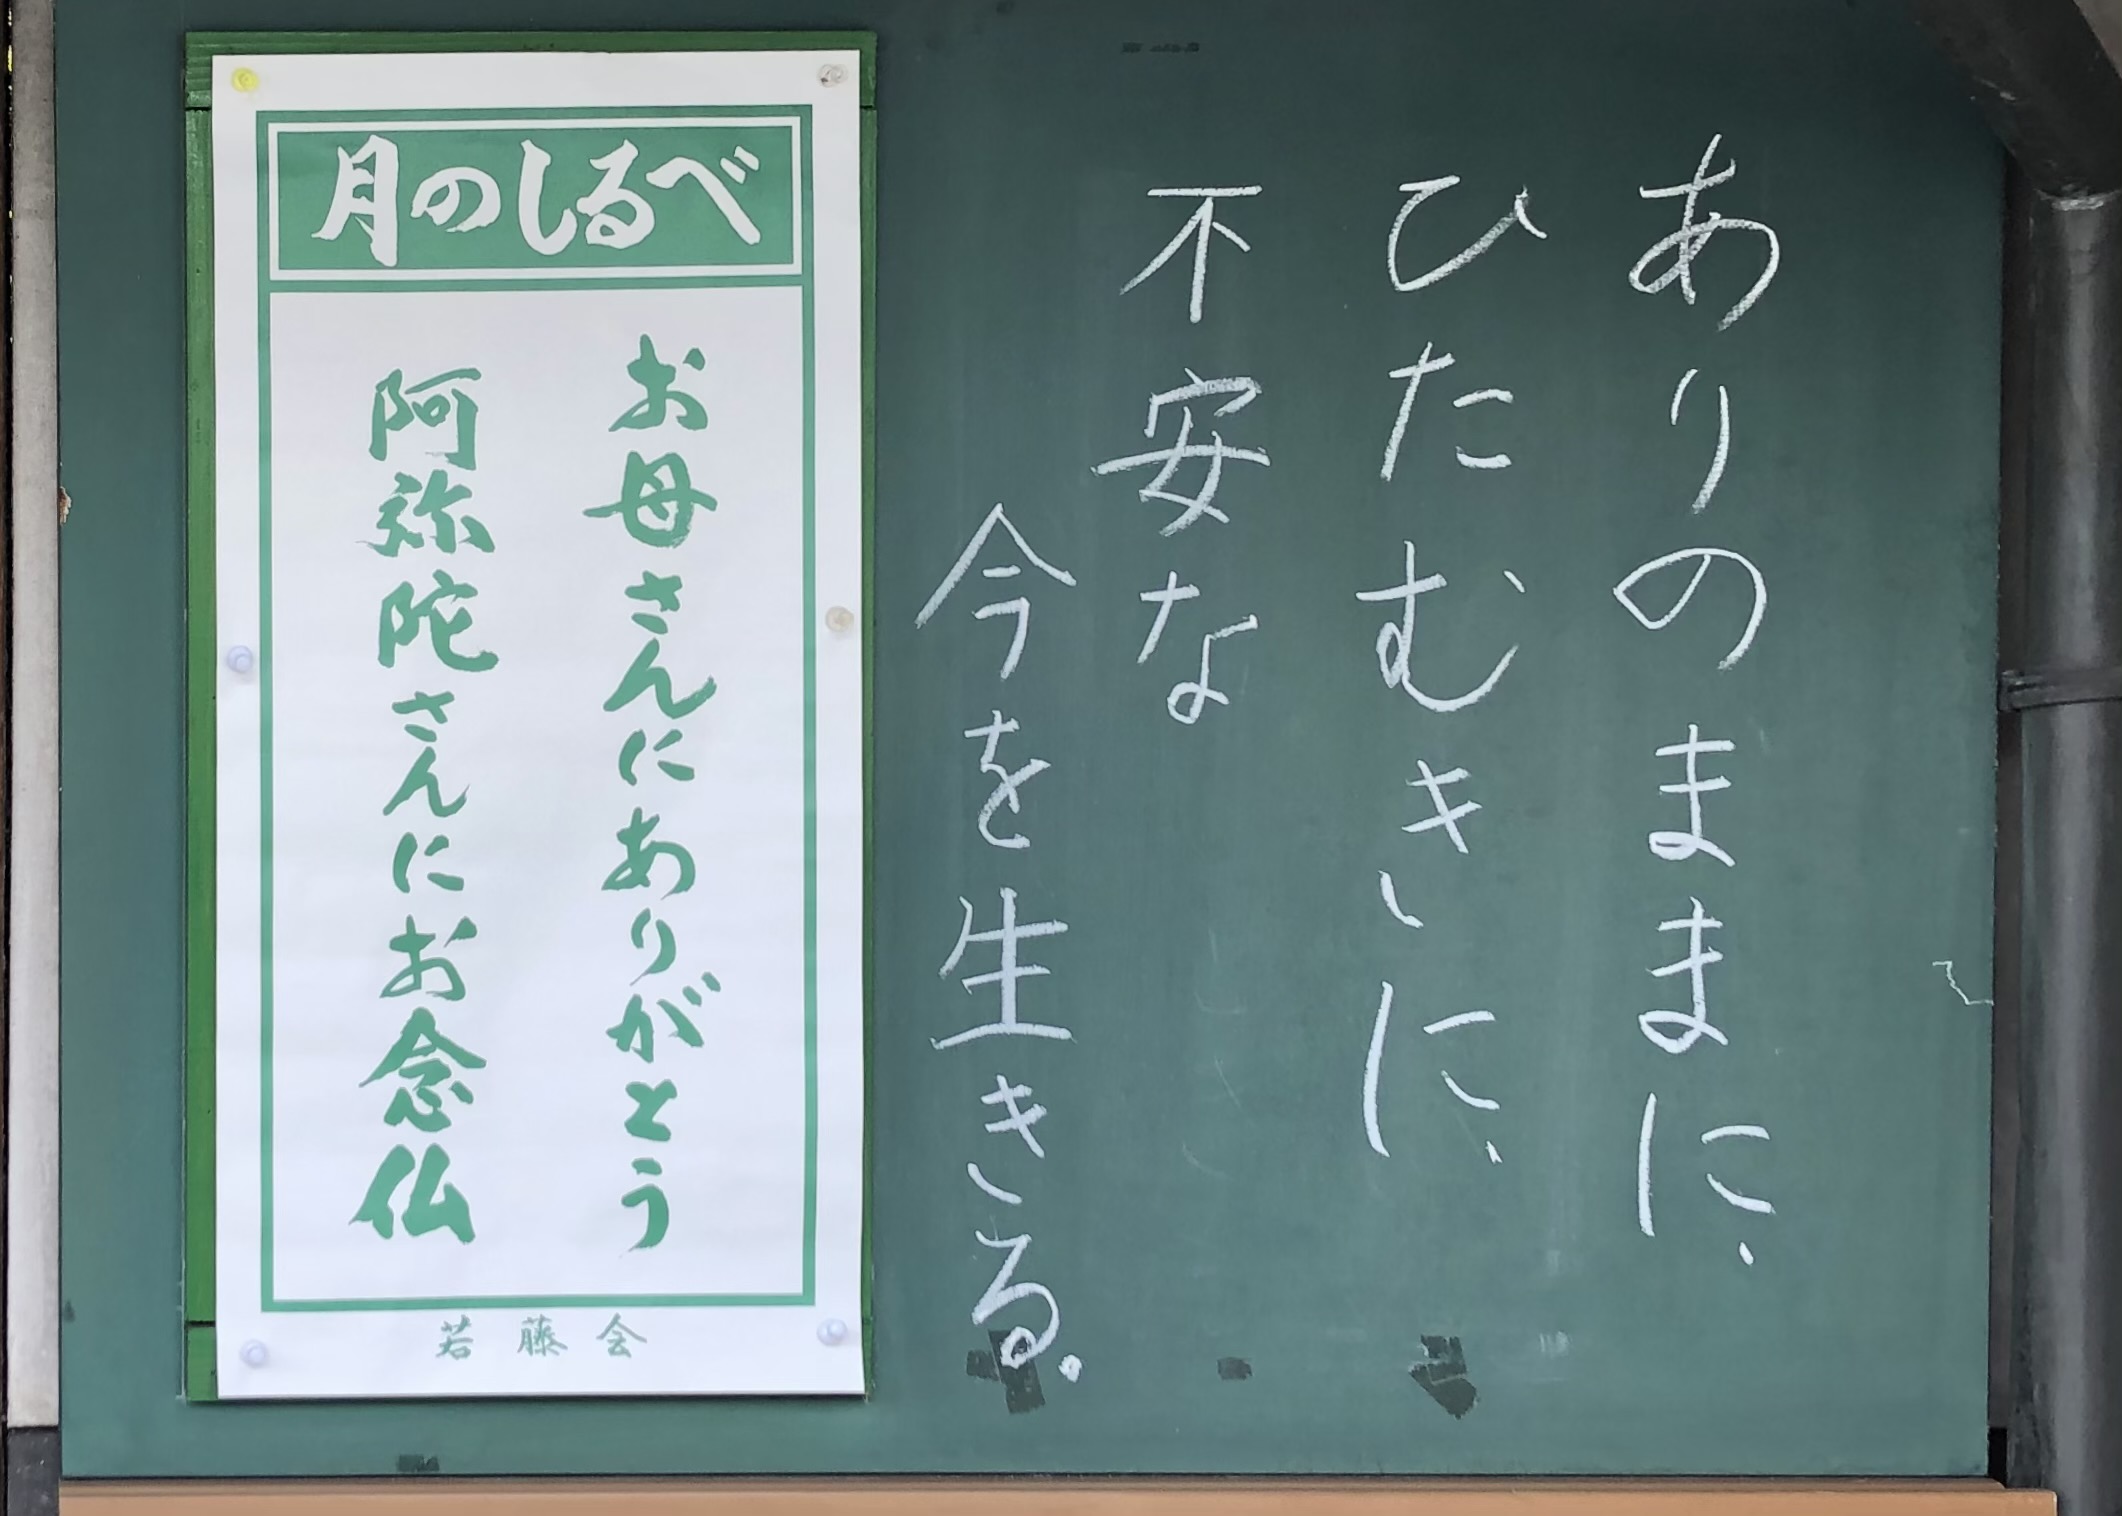 ありのままに、
ひたむきに、
不安な
今を生きる。
月のしるべ
お母さんにありがとう
阿弥陀さんにお念仏
若藤会